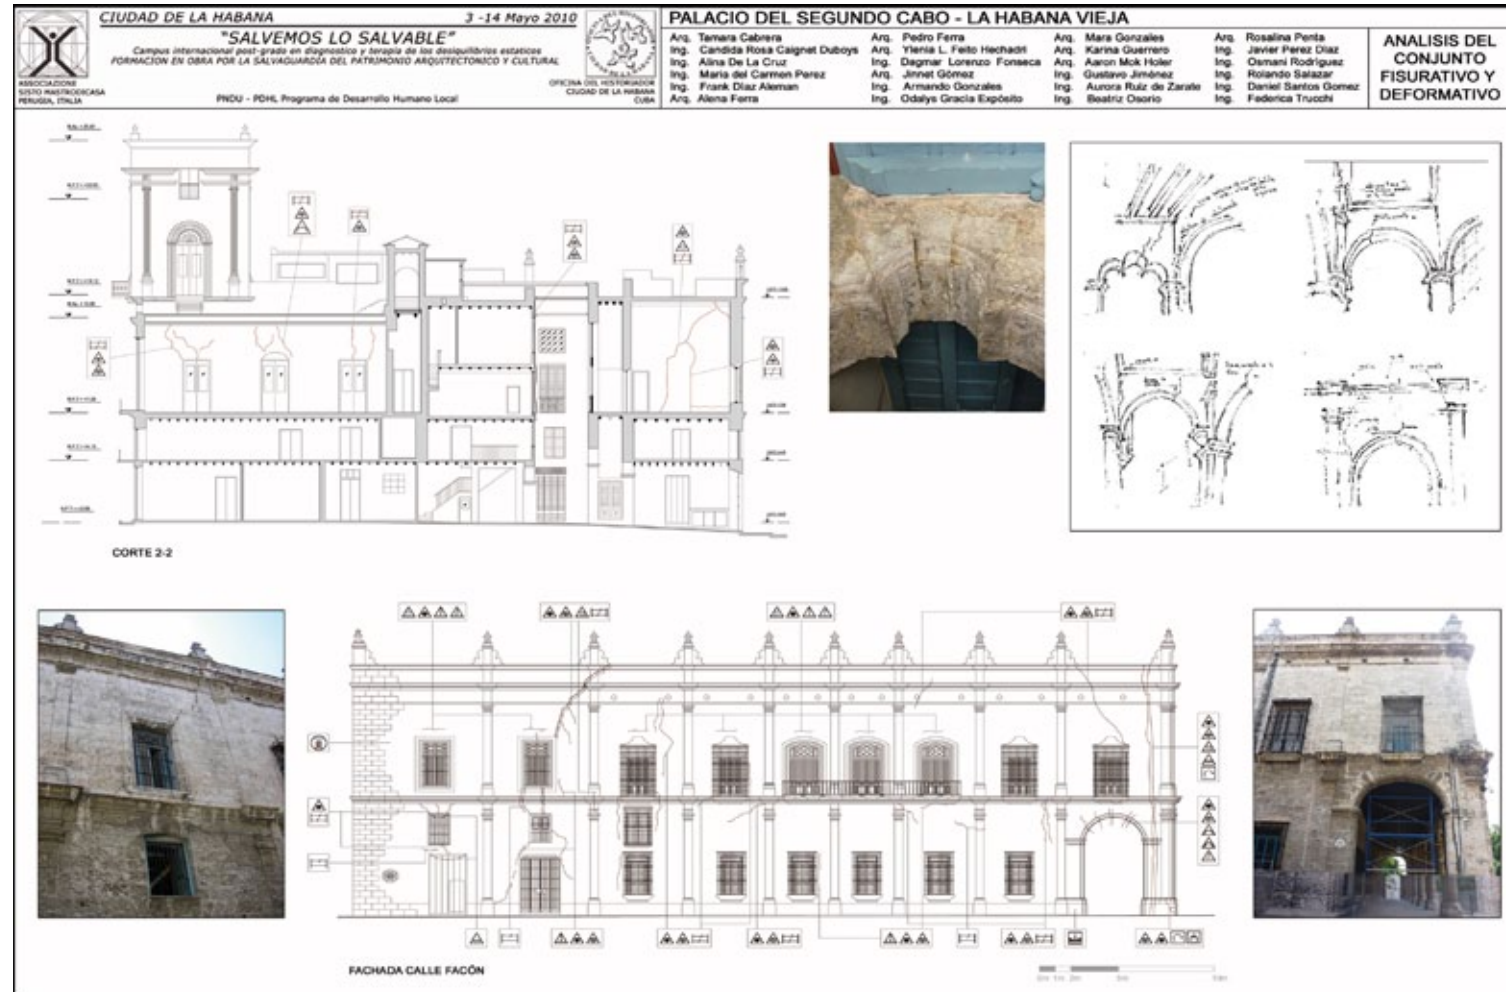 CIUDAD DE LA HABANA
3 -14 Mayo 2010
"SALVEMOS LO SALVABLE"
Campus internacional post-grado en diagnostico y terapia de los desiquilibrios estaticos
FORMACION EN OBRA POR LA SALVAGUARDIA DEL PATRIMONIO ARQUITECTONICO Y CULTURAL
ASSOCIAZIONE
SISTO MASTRODICASA
PERUGIA, ITALIA
PNDU - PDHL Programa de Desarrollo Humano Local
OFICINA DEL HISTORIADOR
CIUDAD DE LA HABANA
CUBA
PALACIO DEL SEGUNDO CABO - LA HABANA VIEJA
Arq. Tamara Cabrera
Ing. Candida Rosa Caignet Duboys
Ing. Alina De La Cruz
Ing. Maria del Carmen Perez
Ing. Frank Diaz Aleman
Arq. Alena Ferra
Arq. Pedro Ferra
Arq. Ylenia L. Feito Hechadri
Ing. Dagmar Lorenzo Fonseca
Arq. Jinnet Gómez
Ing. Armando Gonzales
Ing. Odalys Gracia Expósito
Arq. Mara Gonzales
Arq. Karina Guerrero
Arq. Aaron Mok Holer
Ing. Gustavo Jiménez
Ing. Aurora Ruiz de Zarate
Ing. Beatriz Osorio
Arq. Rosalina Penta
Ing. Javier Perez Diaz
Ing. Osmani Rodriguez
Ing. Rolando Salazar
Ing. Daniel Santos Gomez
Ing. Federica Trucchi
ANALISIS DEL
CONJUNTO
FISURATIVO Y
DEFORMATIVO
CORTE 2-2
FACHADA CALLE FACÓN